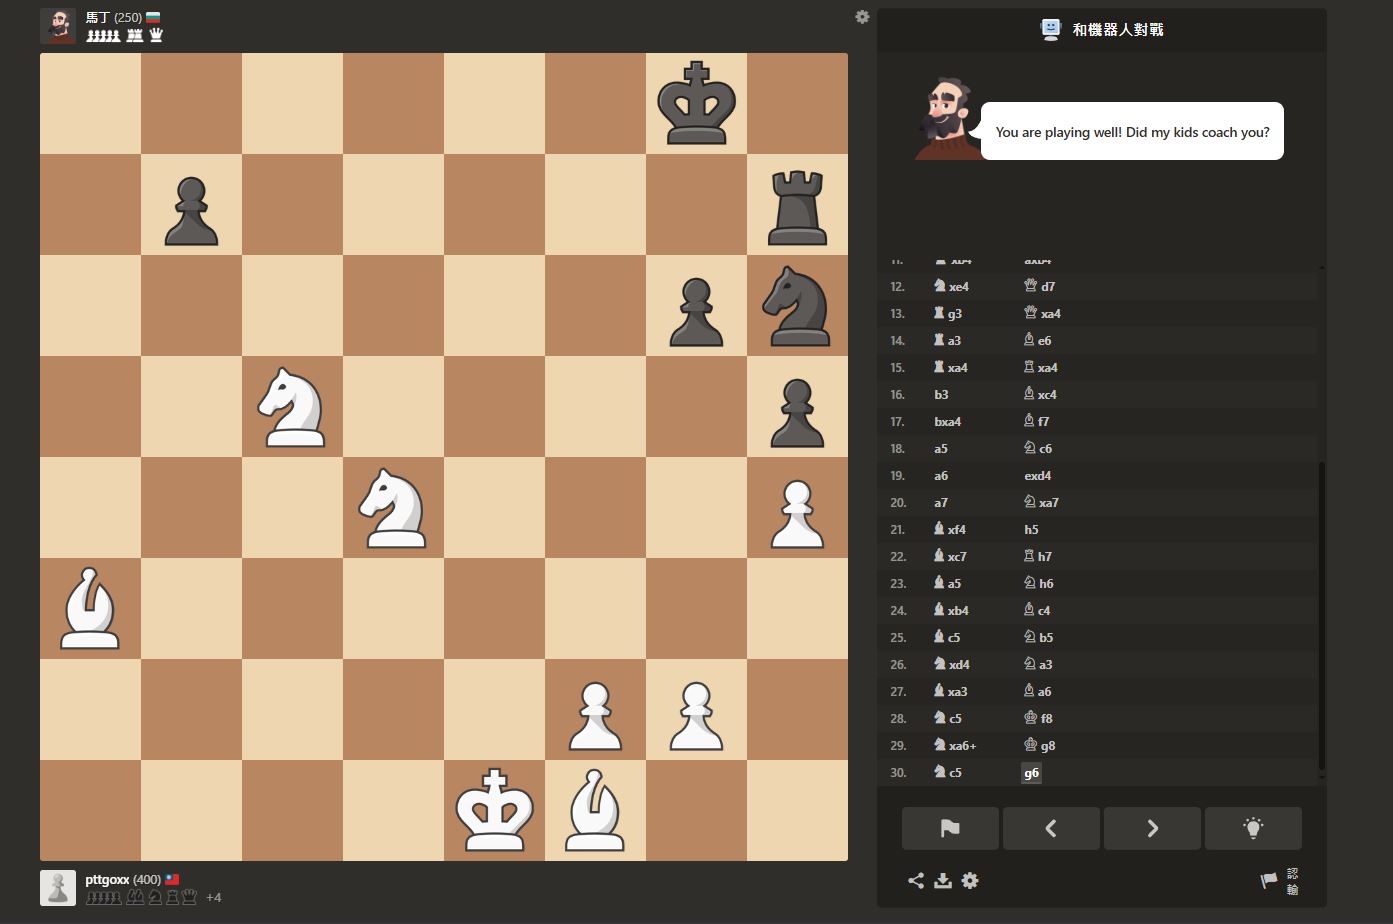 馬丁 (250)
和機器人對戰
You are playing well! Did my kids coach you?
11. xb4 axb4
12. xe4 d7
13. g3 xa4
14. a3 e6
15. xa4 xa4
16. b3 xc4
17. bxa4 f7
18. a5 c6
19. a6 exd4
20. a7 xa7
21. xf4 h5
22. xc7 h7
23. a5 h6
24. xb4 c4
25. c5 b5
26. xd4 a3
27. xa3 a6
28. c5 f8
29. xa6+ g8
30. c5 g6
pttgoxx (400)
+4
認
輸